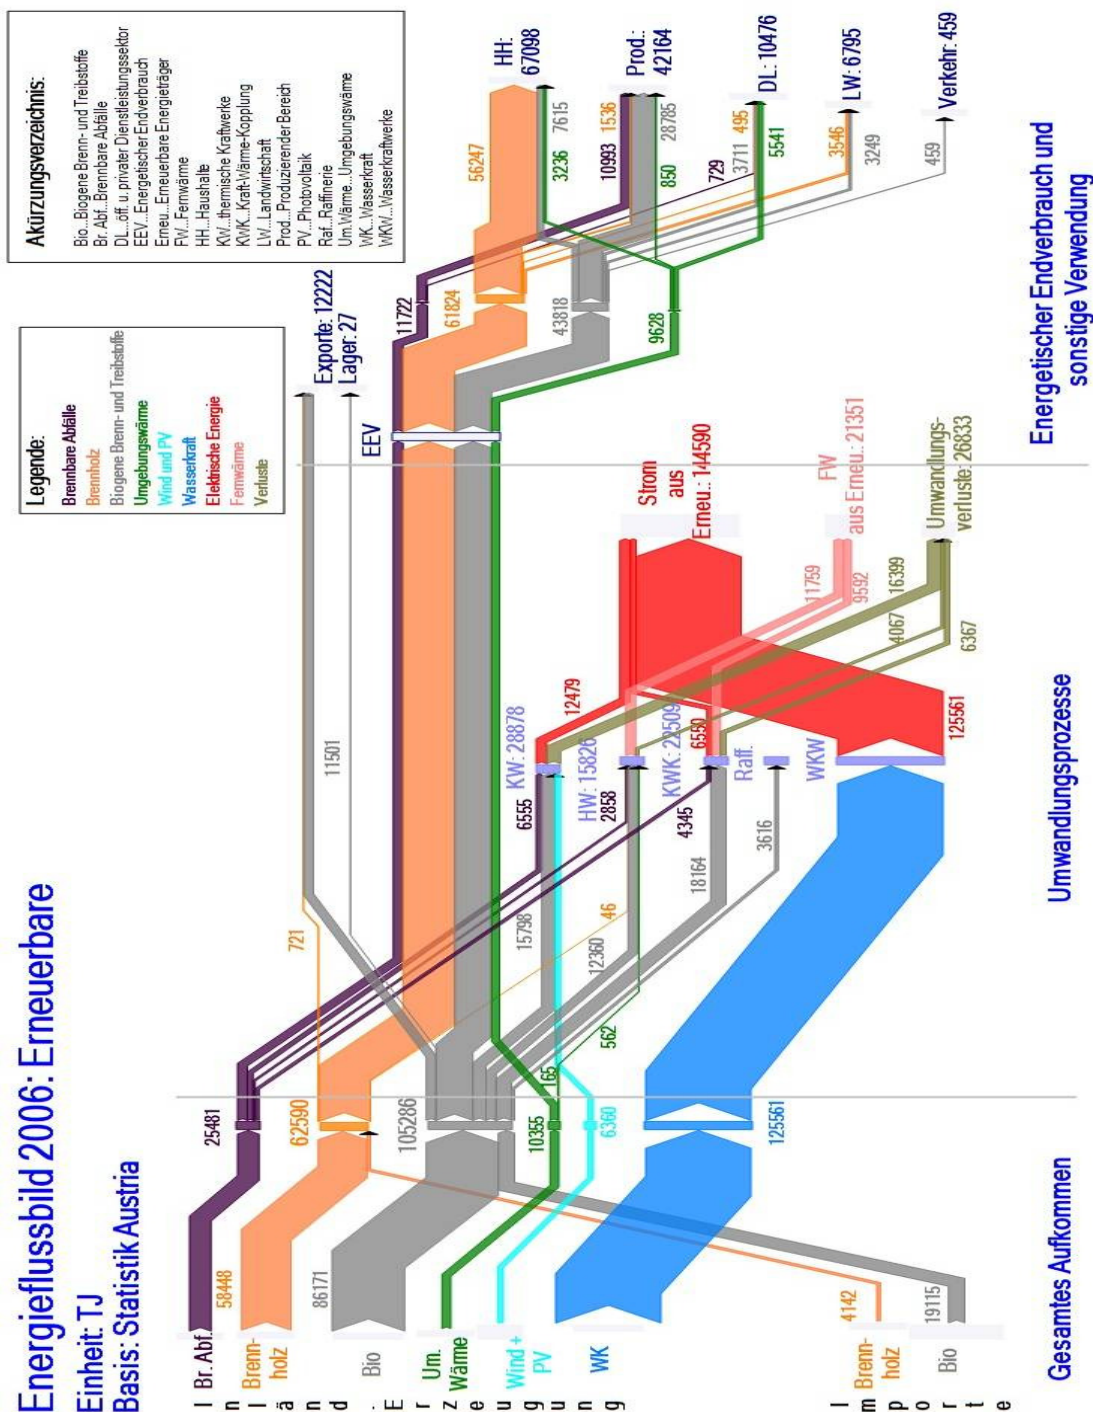 Energieflussbild 2006: Erneuerbare
Einheit: TJ
Basis: Statistik Austria
Legende:
Brennbare Abfälle
Brennholz
Biogene Brenn- und Treibstoffe
Umgebungswärme
Wind und PV
Wasserkraft
Elektrische Energie
Fernwärme
Verluste
Akürzungsverzeichnis:
Bio...Biogene Brenn- und Treibstoffe
Br. Abf...Brennbare Abfälle
DL...öff. u. privater Dienstleistungssektor
EEV...Energetischer Endverbrauch
Erneu...Erneuerbare Energieträger
FW...Fernwärme
HH...Haushalte
KW...thermische Kraftwerke
KWK...Kraft-Wärme-Kopplung
LW...Landwirtschaft
Prod...Produzierender Bereich
PV...Photovoltaik
Raf...Raffinerie
Um.Wärme...Umgebungswärme
WK...Wasserkraft
WKW...Wasserkraftwerke
Inländ. Erzeugung
Br. Abf.
Brenn-
holz
58448
Bio
86171
Um.
Wärme
Wind +
PV
WK
Importe
Brenn-
holz
4142
Bio
19115
25481
62590
105286
10355
6360
125561
721
11501
165
562
46
15798
12360
18164
3616
6555
2858
4345
KW: 28878
HW: 15826
KWK: 22509
Raff.
WKW
12479
6550
125561
11759
9592
16399
4067
6367
Strom
aus
Erneu.: 144590
FW
aus Erneu.: 21351
Umwandlungs-
verluste: 26833
Exporte: 12222
Lager: 27
EEV
11722
61824
43818
9628
56247
3236
7615
10993
1536
850
28785
729
3711
495
5541
3546
3249
459
HH:
67098
Prod.:
42164
DL: 10476
LW: 6795
Verkehr: 459
Gesamtes Aufkommen
Umwandlungsprozesse
Energetischer Endverbrauch und
sonstige Verwendung